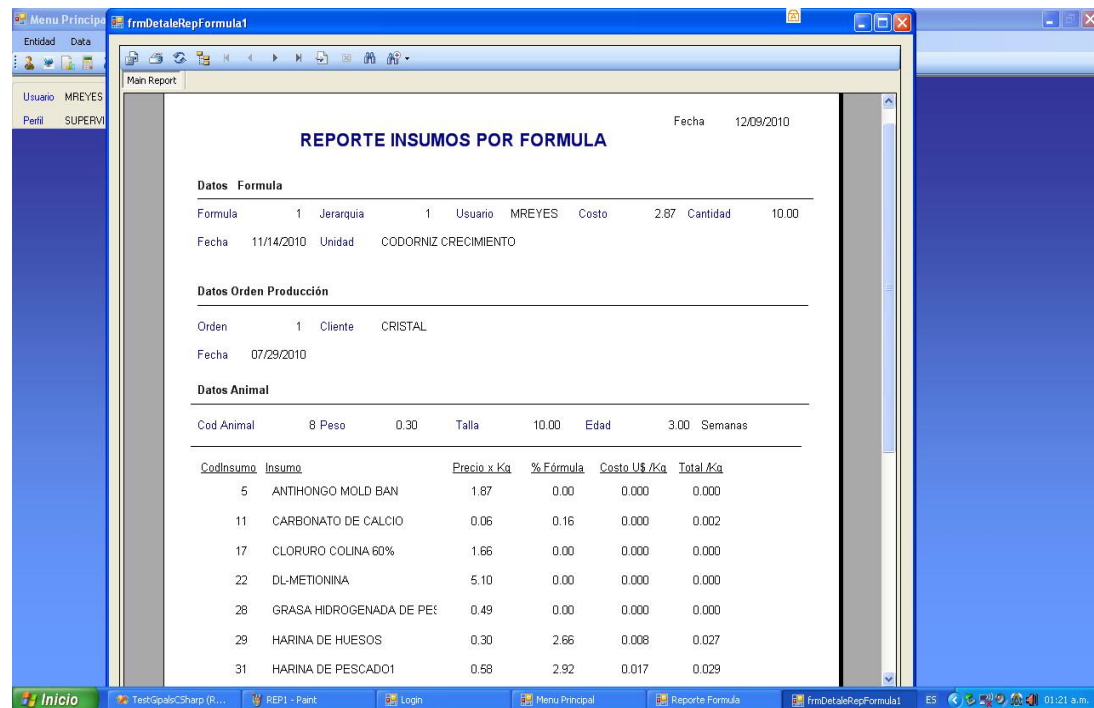 Menu Principa
frmDetaleRepFormula1
Entidad Data
Main Report
Usuario MREYES
Perfil SUPERVI
Fecha 12/09/2010
REPORTE INSUMOS POR FORMULA
Datos Formula
Formula 1 Jerarquia 1 Usuario MREYES Costo 2.87 Cantidad 10.00
Fecha 11/14/2010 Unidad CODORNIZ CRECIMIENTO
Datos Orden Producción
Orden 1 Cliente CRISTAL
Fecha 07/29/2010
Datos Animal
Cod Animal 8 Peso 0.30 Talla 10.00 Edad 3.00 Semanas
CodInsumo Insumo Precio x Kg % Fórmula Costo U$ /Kg Total /Kg
5 ANTIHONGO MOLD BAN 1.87 0.00 0.000 0.000
11 CARBONATO DE CALCIO 0.06 0.16 0.000 0.002
17 CLORURO COLINA 60% 1.66 0.00 0.000 0.000
22 DL-METIONINA 5.10 0.00 0.000 0.000
28 GRASA HIDROGENADA DE PES 0.49 0.00 0.000 0.000
29 HARINA DE HUESOS 0.30 2.66 0.008 0.027
31 HARINA DE PESCADO1 0.58 2.92 0.017 0.029
Inicio TestGipalsCSharp (R... REP1 - Paint Login Menu Principal Reporte Formula frmDetaleRepFormula1 ES 01:21 a.m.